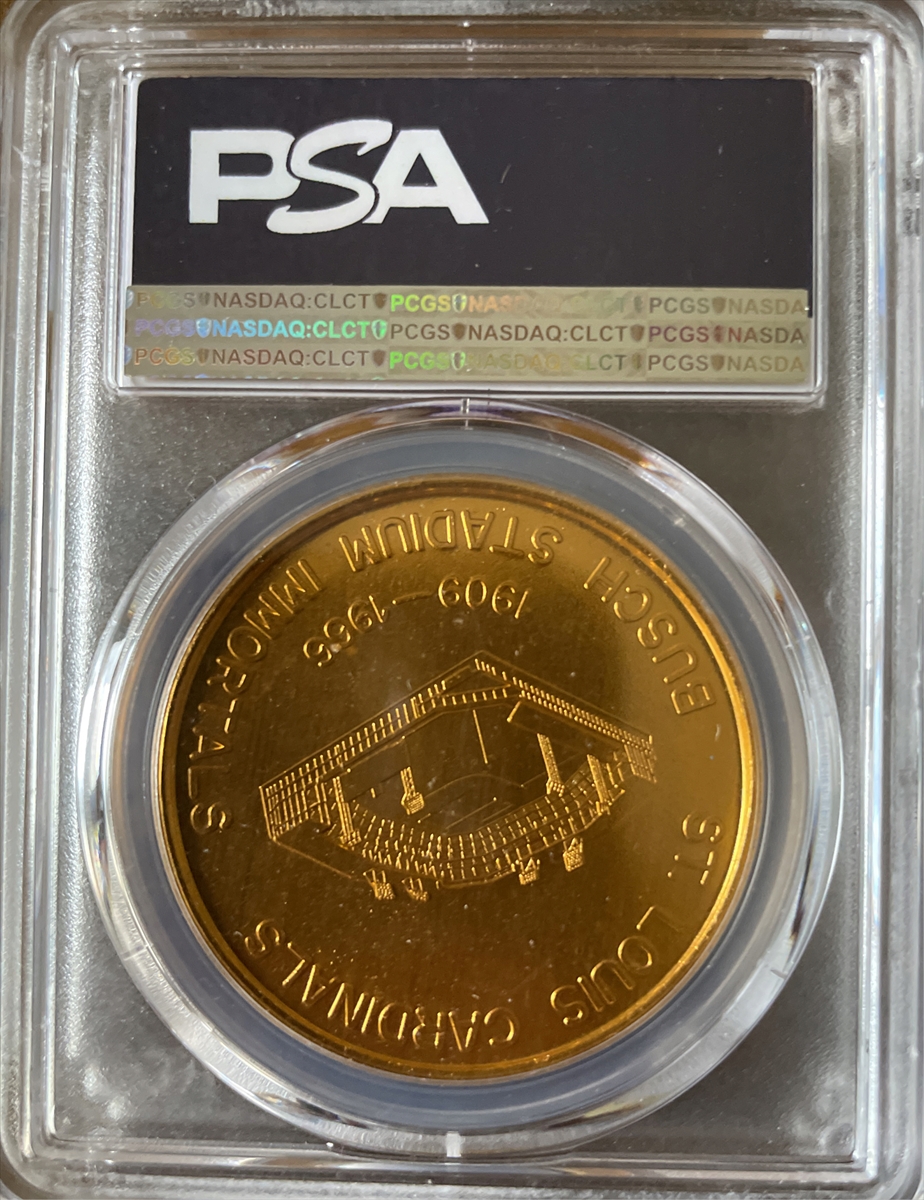 PSA
PCGS NASDAQ:CLCT PCGS NASDAQ:CLCT PCGS NASDA
PCGS NASDAQ:CLCT PCGS NASDAQ:CLCT PCGS NASDA
PCGS NASDAQ:CLCT PCGS NASDAQ:CLCT PCGS NASDA
ST. LOUIS CARDINALS
1909—1966
BUSCH STADIUM IMMORTALS